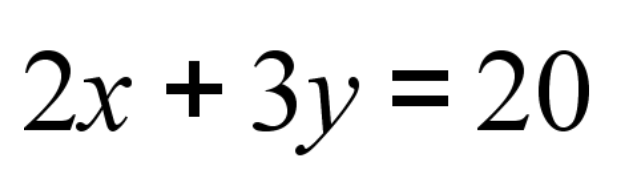 2x + 3y = 20